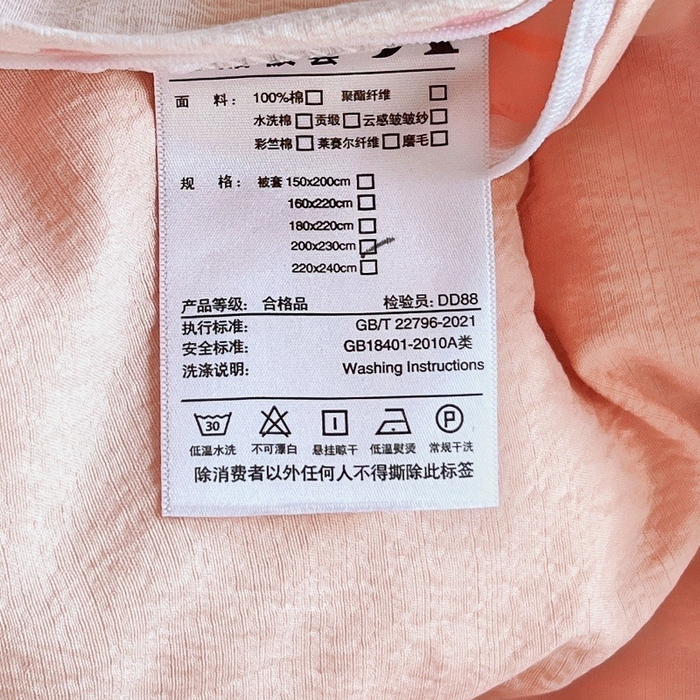 面 料: 100%棉□ 聚酯纤维 □
水洗棉□贡缎□云感皱皱纱□
彩竺棉□莱赛尔纤维□磨毛□
规 格: 被套 150x200cm □
160x220cm □
180x220cm □
200x230cm □
220x240cm □
产品等级: 合格品 检验员: DD88
执行标准: GB/T 22796-2021
安全标准: GB18401-2010A类
洗涤说明: Washing Instructions
30 P
低温水洗 不可漂白 悬挂晾干 低温熨烫 常规干洗
除消费者以外任何人不得撕除此标签